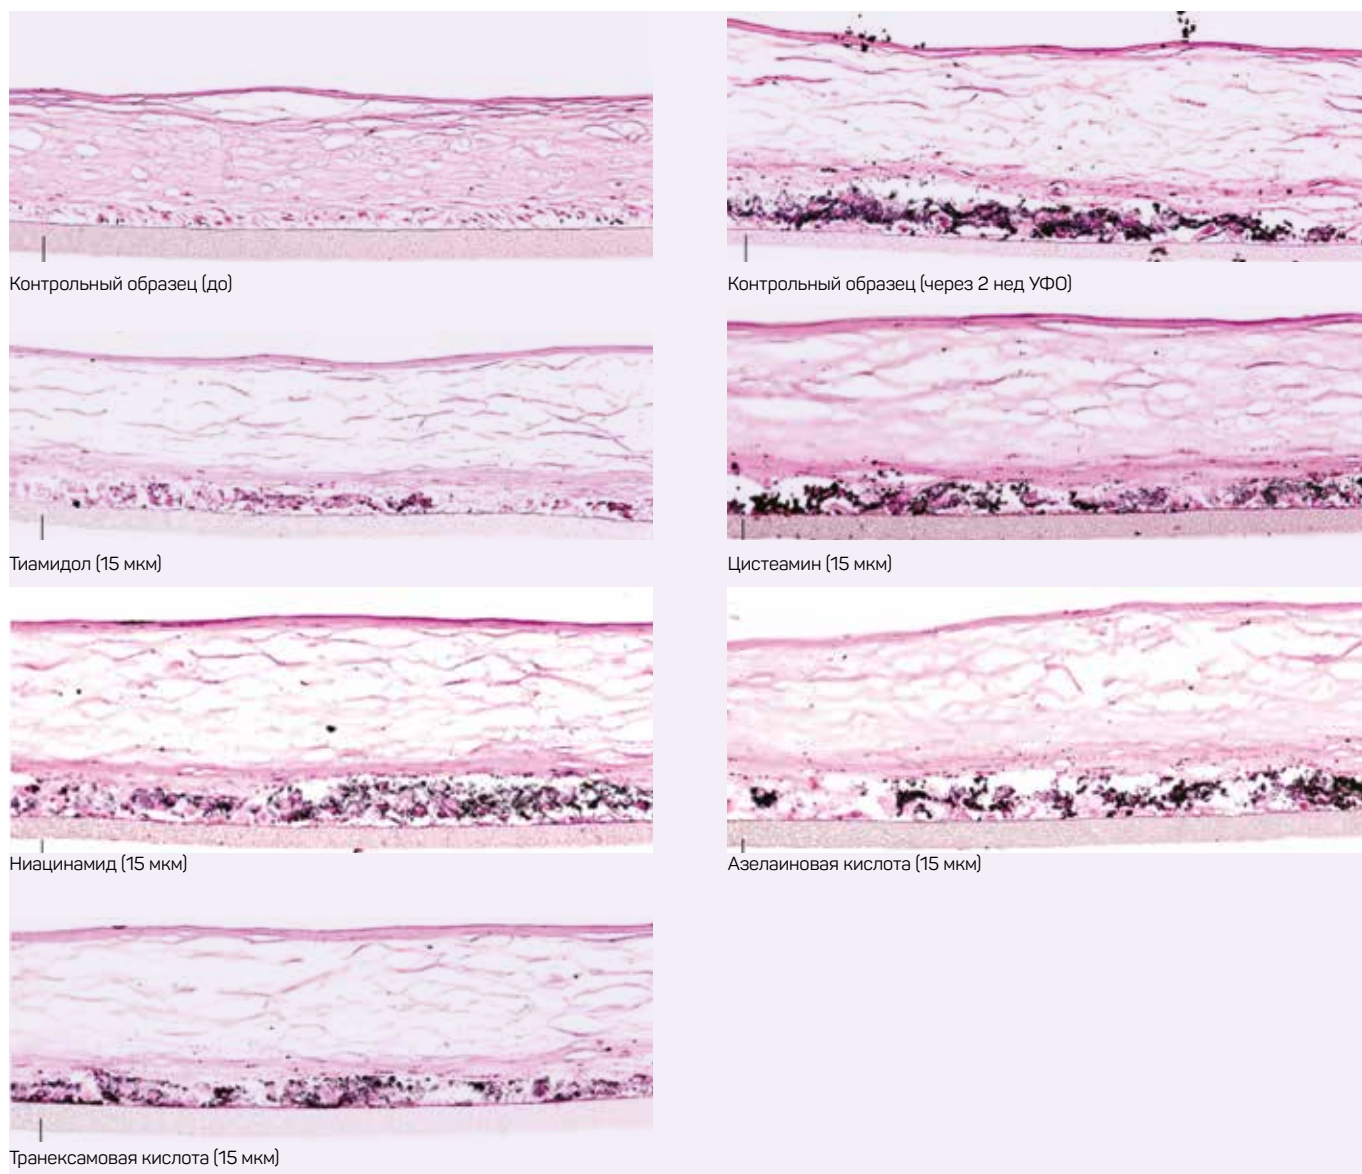 Контрольный образец (до)
Контрольный образец (через 2 нед УФО)
Тиамидол (15 мкм)
Цистеамин (15 мкм)
Ниацинамид (15 мкм)
Азелаиновая кислота (15 мкм)
Транексамовая кислота (15 мкм)